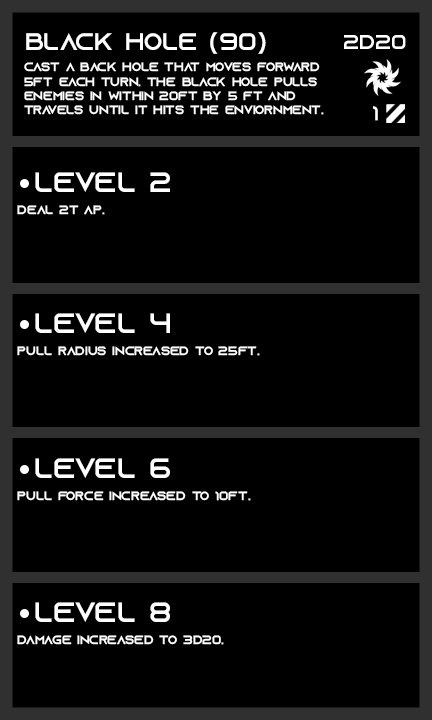 BLACK HOLE (90)
2D20
CAST A BACK HOLE THAT MOVES FORWARD
5FT EACH TURN. THE BLACK HOLE PULLS
ENEMIES IN WITHIN 20FT BY 5 FT AND
TRAVELS UNTIL IT HITS THE ENVIORNMENT.
1
•LEVEL 2
DEAL 2T AP.
•LEVEL 4
PULL RADIUS INCREASED TO 25FT.
•LEVEL 6
PULL FORCE INCREASED TO 10FT.
•LEVEL 8
DAMAGE INCREASED TO 3D20.